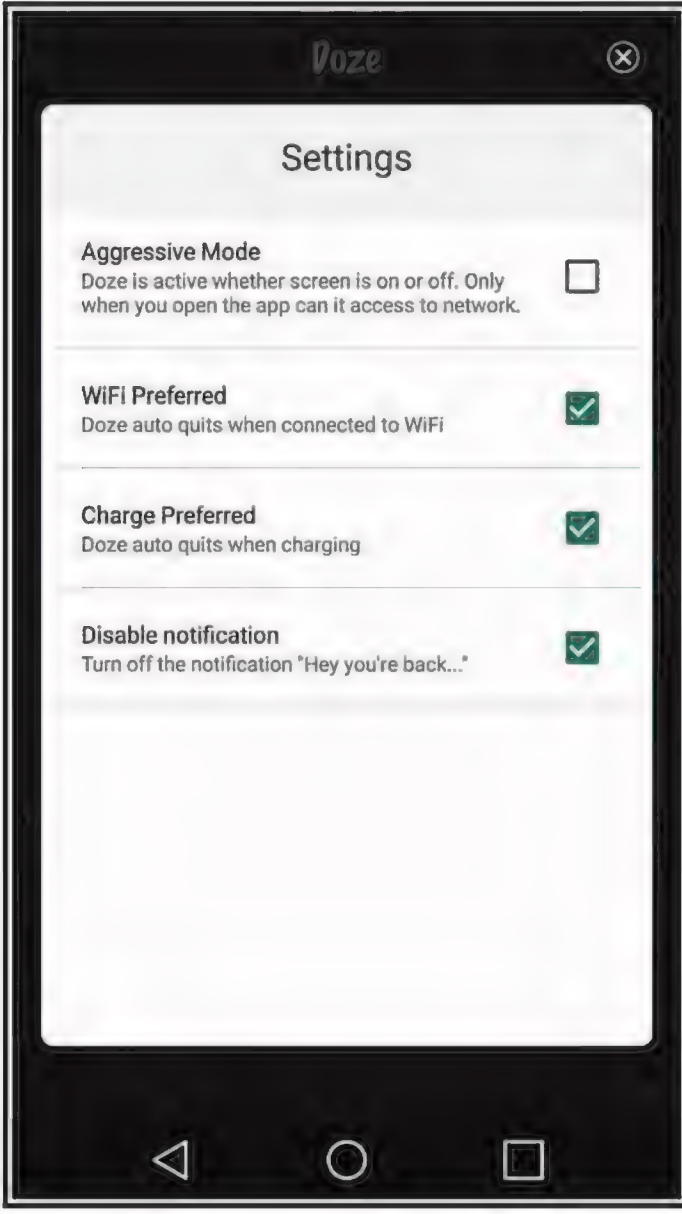 Doze
Settings
Aggressive Mode
Doze is active whether screen is on or off. Only
when you open the app can it access to network.
WiFi Preferred
Doze auto quits when connected to WiFi
Charge Preferred
Doze auto quits when charging
Disable notification
Turn off the notification "Hey you're back..."